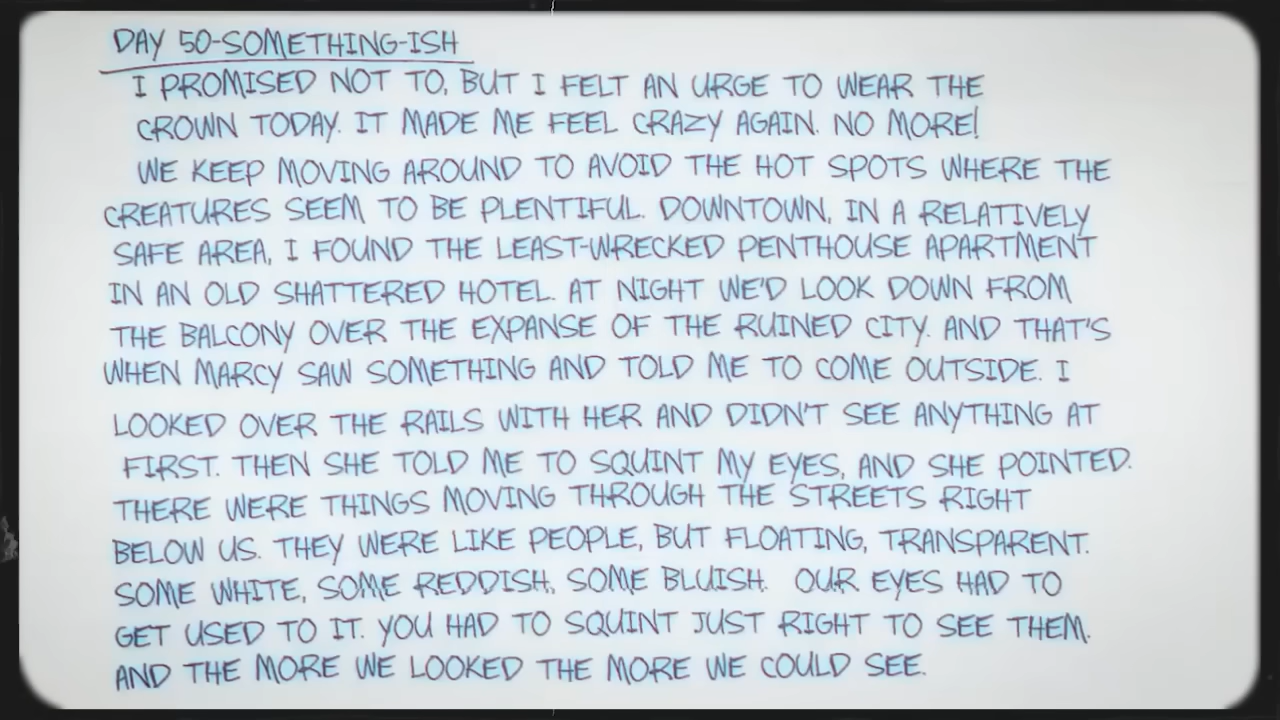 DAY 50-SOMETHING-ISH
I PROMISED NOT TO, BUT I FELT AN URGE TO WEAR THE
CROWN TODAY. IT MADE ME FEEL CRAZY AGAIN. NO MORE!
WE KEEP MOVING AROUND TO AVOID THE HOT SPOTS WHERE THE
CREATURES SEEM TO BE PLENTIFUL. DOWNTOWN, IN A RELATIVELY
SAFE AREA, I FOUND THE LEAST-WRECKED PENTHOUSE APARTMENT
IN AN OLD SHATTERED HOTEL. AT NIGHT WE'D LOOK DOWN FROM
THE BALCONY OVER THE EXPANSE OF THE RUINED CITY. AND THAT'S
WHEN MARCY SAW SOMETHING AND TOLD ME TO COME OUTSIDE. I
LOOKED OVER THE RAILS WITH HER AND DIDN'T SEE ANYTHING AT
FIRST. THEN SHE TOLD ME TO SQUINT MY EYES, AND SHE POINTED.
THERE WERE THINGS MOVING THROUGH THE STREETS RIGHT
BELOW US. THEY WERE LIKE PEOPLE, BUT FLOATING, TRANSPARENT.
SOME WHITE, SOME REDDISH, SOME BLUISH. OUR EYES HAD TO
GET USED TO IT. YOU HAD TO SQUINT JUST RIGHT TO SEE THEM.
AND THE MORE WE LOOKED THE MORE WE COULD SEE.